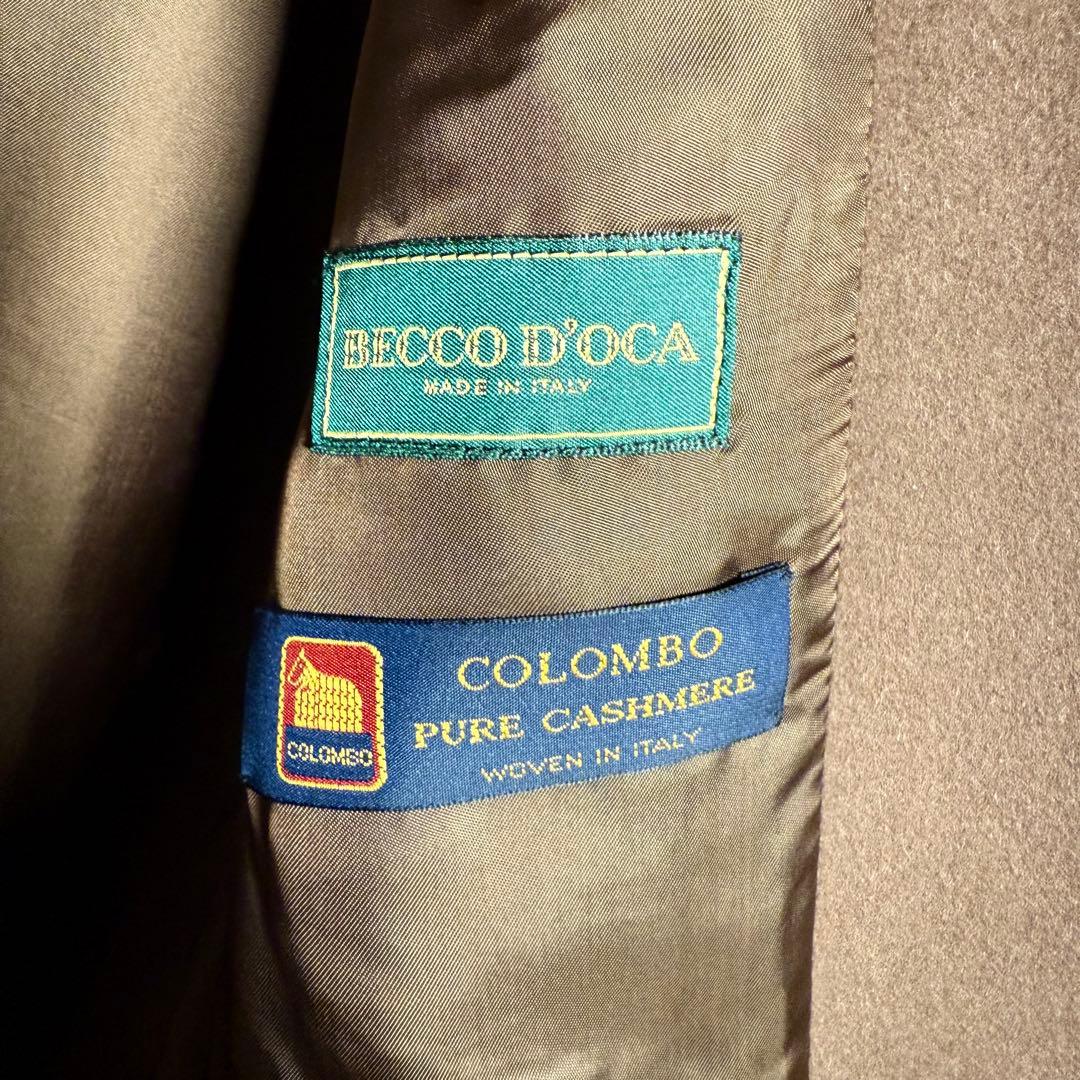 BECCO D'OCA
MADE IN ITALY
COLOMBO
COLOMBO
PURE CASHMERE
WOVEN IN ITALY